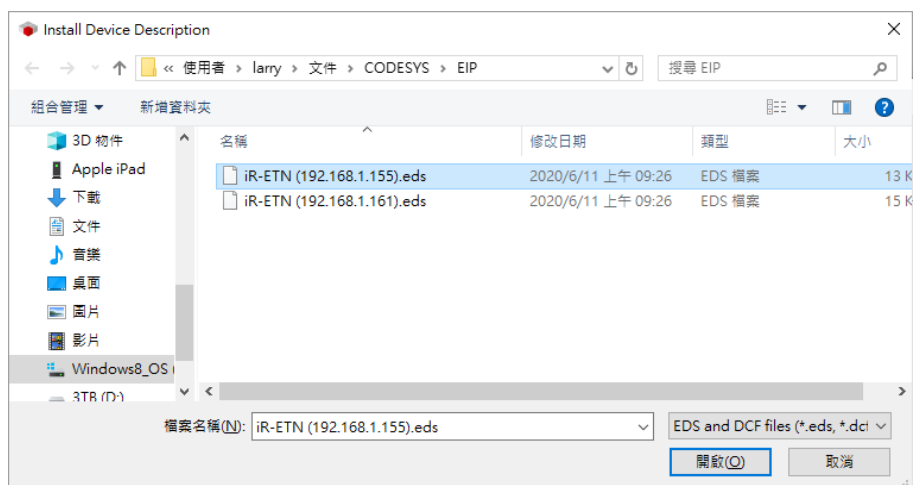 Install Device Description
« 使用者 › larry › 文件 › CODESYS › EIP
搜尋 EIP
組合管理
新增資料夾
3D 物件
Apple iPad
下載
文件
音樂
桌面
圖片
影片
Windows8_OS (
3TB (D:)
名稱 修改日期 類型 大小
iR-ETN (192.168.1.155).eds 2020/6/11 上午 09:26 EDS 檔案 13 K
iR-ETN (192.168.1.161).eds 2020/6/11 上午 09:26 EDS 檔案 15 K
檔案名稱(N): iR-ETN (192.168.1.155).eds
EDS and DCF files (*.eds, *.dcf
開啟(O)
取消